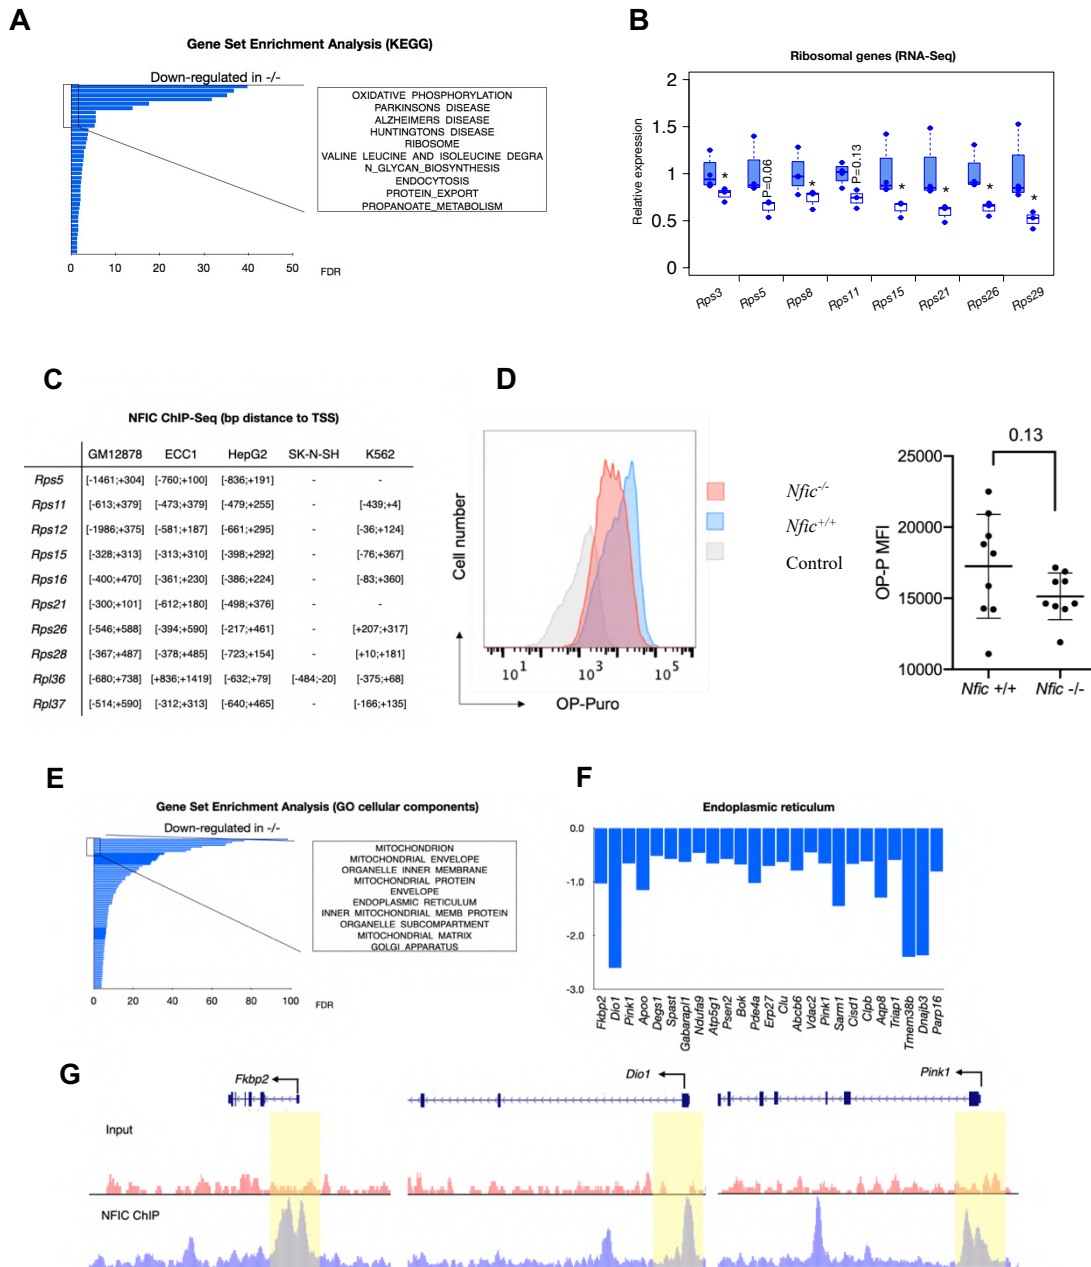 A
Gene Set Enrichment Analysis (KEGG)
Down-regulated in -/-
OXIDATIVE PHOSPHORYLATION
PARKINSONS DISEASE
ALZHEIMERS DISEASE
HUNTINGTONS DISEASE
RIBOSOME
VALINE LEUCINE AND ISOLEUCINE DEGRA
N_GLYCAN_BIOSYNTHESIS
ENDOCYTOSIS
PROTEIN_EXPORT
PROPANOATE_METABOLISM
0 10 20 30 40 50 FDR
B
Ribosomal genes (RNA-Seq)
Relative expression
2
1.5
1
0.5
0
* P=0.06 * P=0.13 * * * *
Rps3 Rps5 Rps8 Rps11 Rps15 Rps21 Rps26 Rps29
C
NFIC ChIP-Seq (bp distance to TSS)
GM12878 ECC1 HepG2 SK-N-SH K562
Rps5 [-1461;+304] [-760;+100] [-836;+191] - -
Rps11 [-613;+379] [-473;+379] [-479;+255] - [-439;+4]
Rps12 [-1986;+375] [-581;+187] [-661;+295] - [-36;+124]
Rps15 [-328;+313] [-313;+310] [-398;+292] - [-76;+367]
Rps16 [-400;+470] [-361;+230] [-386;+224] - [-83;+360]
Rps21 [-300;+101] [-612;+180] [-498;+376] - -
Rps26 [-546;+588] [-394;+590] [-217;+461] - [+207;+317]
Rps28 [-367;+487] [-378;+485] [-723;+154] - [+10;+181]
Rpl36 [-680;+738] [+836;+1419] [-632;+79] [-484;-20] [-375;+68]
Rpl37 [-514;+590] [-312;+313] [-640;+465] - [-166;+135]
D
Cell number
10¹ 10³ 10⁵
OP-Puro
Nfic-/-
Nfic+/+
Control
0.13
OP-P MFI
25000
20000
15000
10000
Nfic +/+ Nfic -/-
E
Gene Set Enrichment Analysis (GO cellular components)
Down-regulated in -/-
MITOCHONDRION
MITOCHONDRIAL ENVELOPE
ORGANELLE INNER MEMBRANE
MITOCHONDRIAL PROTEIN
ENVELOPE
ENDOPLASMIC RETICULUM
INNER MITOCHONDRIAL MEMB PROTEIN
ORGANELLE SUBCOMPARTMENT
MITOCHONDRIAL MATRIX
GOLGI APPARATUS
0 20 40 60 80 100 FDR
F
Endoplasmic reticulum
0.0
-1.0
-2.0
-3.0
Fkbp2 Dio1 Pink1 Apoo Degs1 Spast Gabarapl1 Ndufa9 Atp5g1 Psen2 Bok Pde4a Erp27 Clu Abcb6 Vdac2 Pink1 Sarm1 Cisd1 Clpb Aqp8 Triap1 Tmem38b Dnajb3 Parp16
G
Fkbp2 Dio1 Pink1
Input
NFIC ChIP